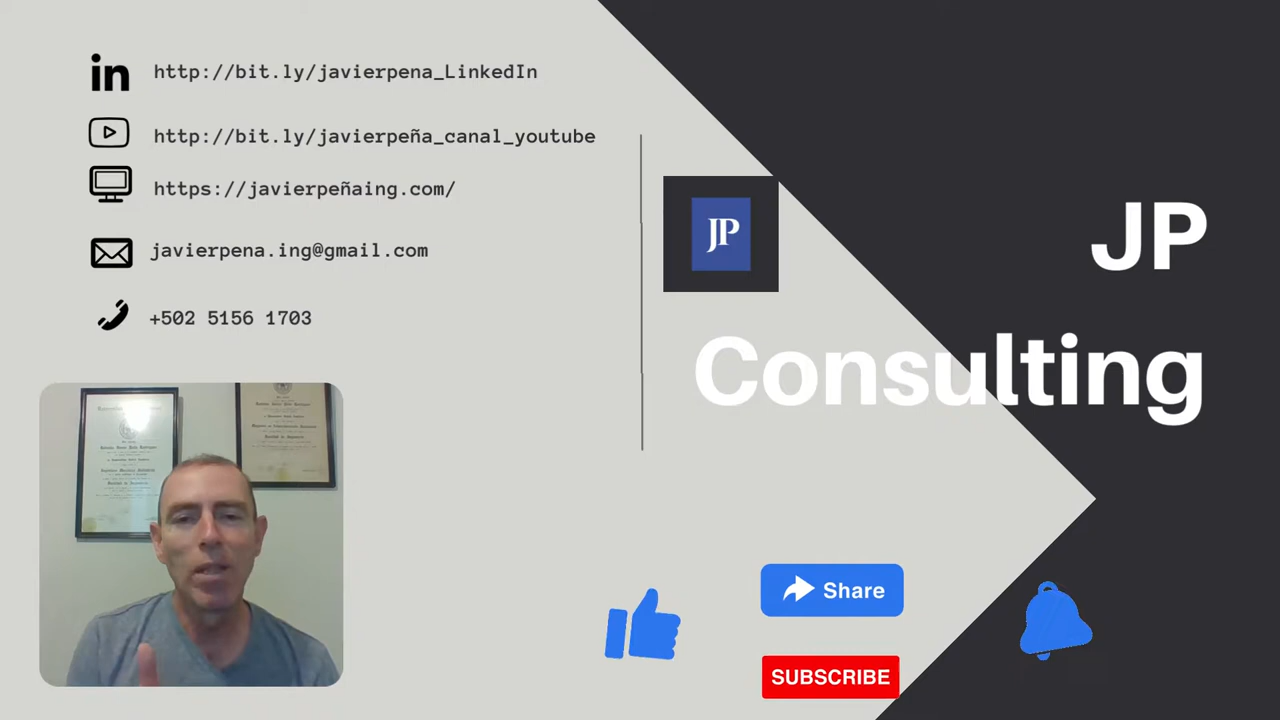 in
http://bit.ly/javierpena_LinkedIn
http://bit.ly/javierpeña_canal_youtube
https://javierpeñaing.com/
javierpena.ing@gmail.com
+502 5156 1703
JP
JP
Consulting
Share
SUBSCRIBE